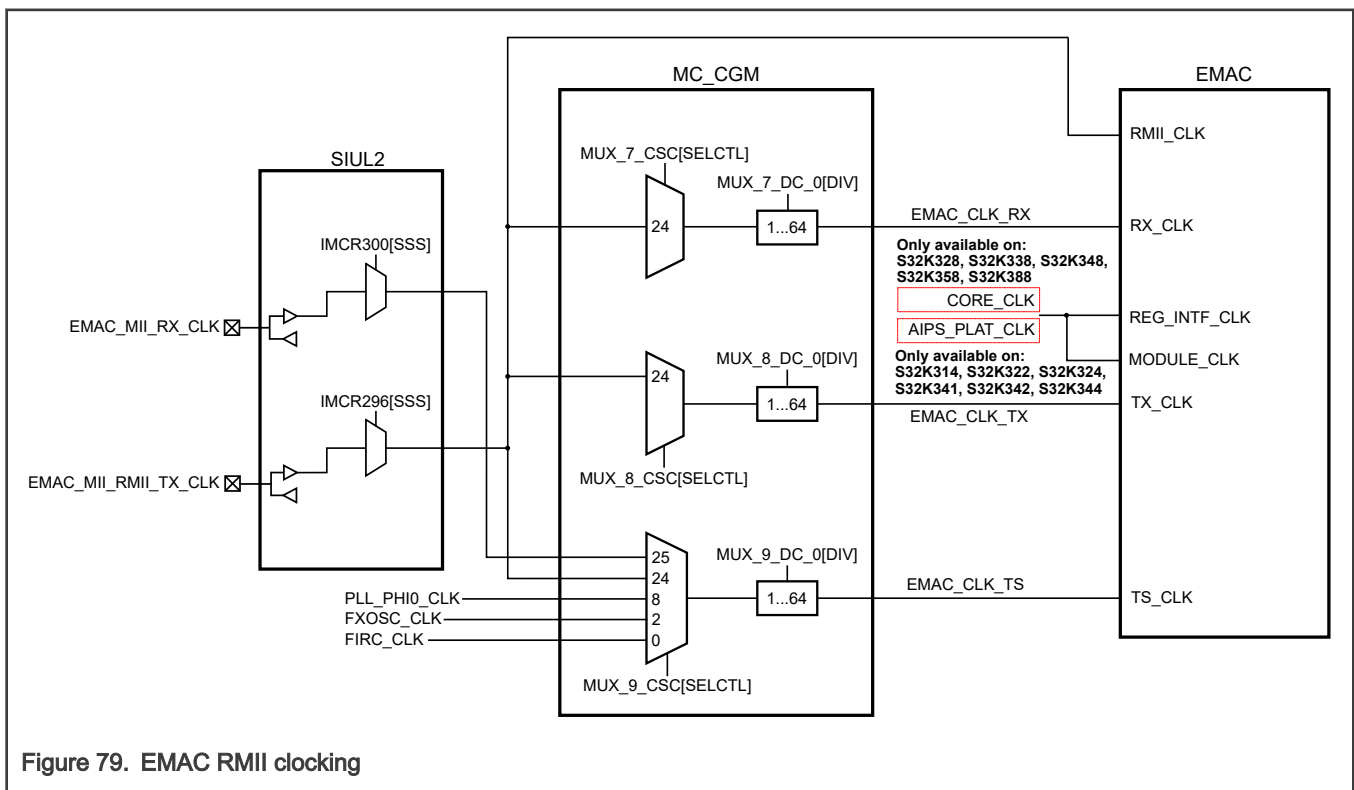 MC_CGM
EMAC
SIUL2
RMII_CLK
MUX_7_CSC[SELCTL]
MUX_7_DC_0[DIV]
24
1...64
EMAC_CLK_RX
RX_CLK
IMCR300[SSS]
Only available on:
S32K328, S32K338, S32K348,
S32K358, S32K388
CORE_CLK
EMAC_MII_RX_CLK
REG_INTF_CLK
AIPS_PLAT_CLK
MUX_8_DC_0[DIV]
MODULE_CLK
Only available on:
S32K314, S32K322, S32K324,
S32K341, S32K342, S32K344
24
1...64
TX_CLK
IMCR296[SSS]
EMAC_CLK_TX
EMAC_MII_RMII_TX_CLK
MUX_8_CSC[SELCTL]
MUX_9_DC_0[DIV]
25
24
PLL_PHI0_CLK
8
1...64
EMAC_CLK_TS
TS_CLK
FXOSC_CLK
2
FIRC_CLK
0
MUX_9_CSC[SELCTL]
Figure 79. EMAC RMII clocking